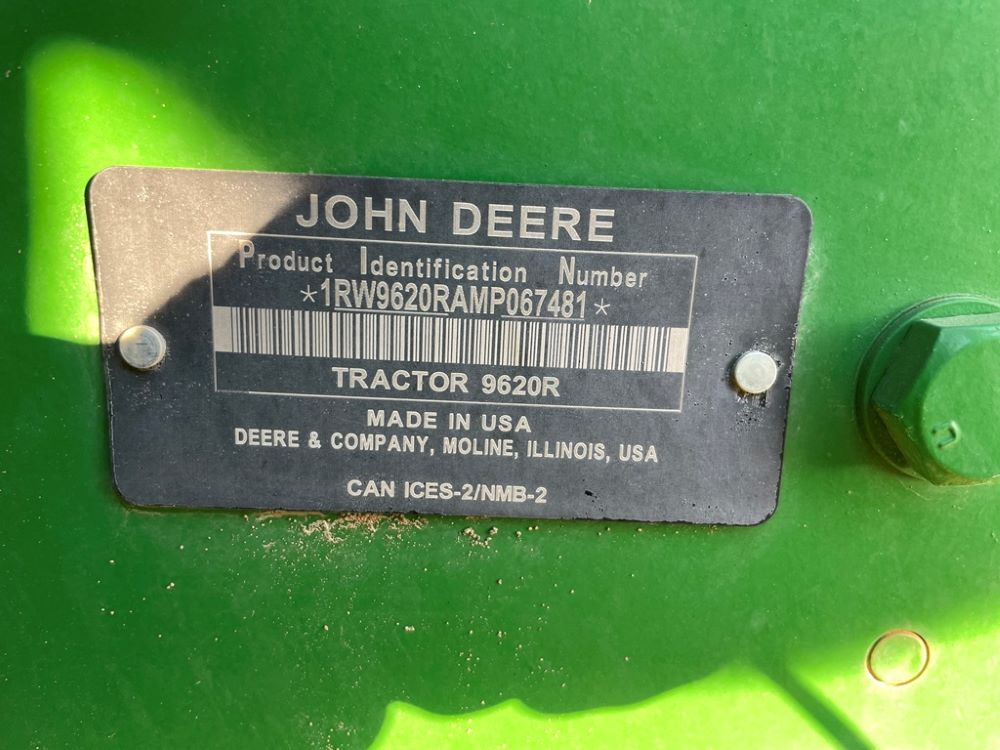 JOHN DEERE
Product Identification Number
*1RW9620RAMP067481*
TRACTOR 9620R
MADE IN USA
DEERE & COMPANY, MOLINE, ILLINOIS, USA
CAN ICES-2/NMB-2